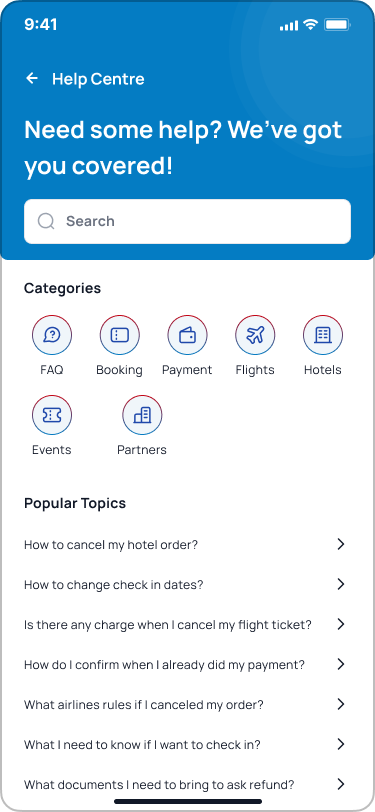 9:41
Help Centre
Need some help? We've got
you covered!
Search
Categories
FAQ
Booking
Payment
Flights
Hotels
Events
Partners
Popular Topics
How to cancel my hotel order?
How to change check in dates?
Is there any charge when I cancel my flight ticket?
How do I confirm when I already did my payment?
What airlines rules if I canceled my order?
What I need to know if I want to check in?
What documents I need to bring to ask refund?